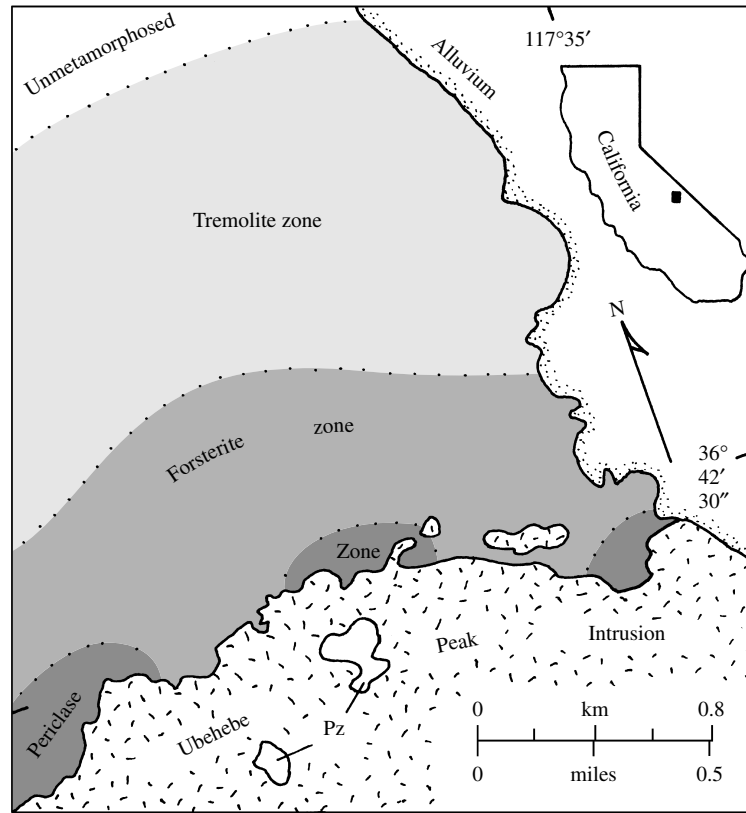 Unmetamorphosed
Alluvium
117°35′
California
Tremolite zone
N
Forsterite zone
36°
42′
30″
Zone
Periclase
Peak
Intrusion
Ubehebe
Pz
0 km 0.8
0 miles 0.5